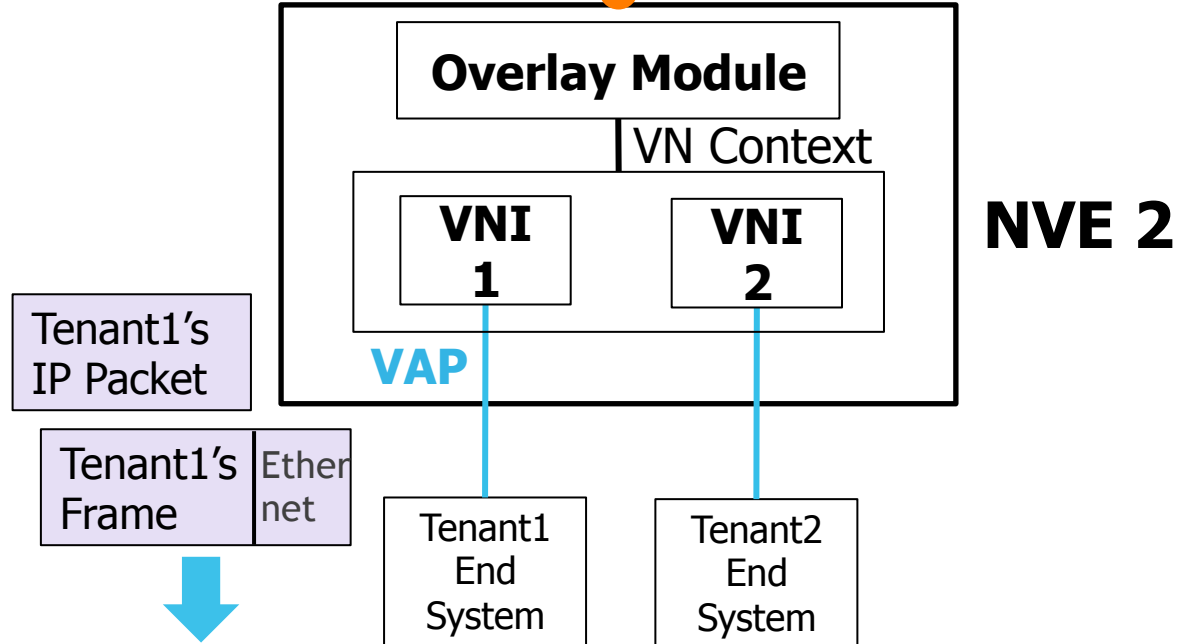 Overlay Module
VN Context
VNI
1
VNI
2
NVE 2
Tenant1’s
IP Packet
VAP
Tenant1’s
Frame
Ether
net
Tenant1
End
System
Tenant2
End
System